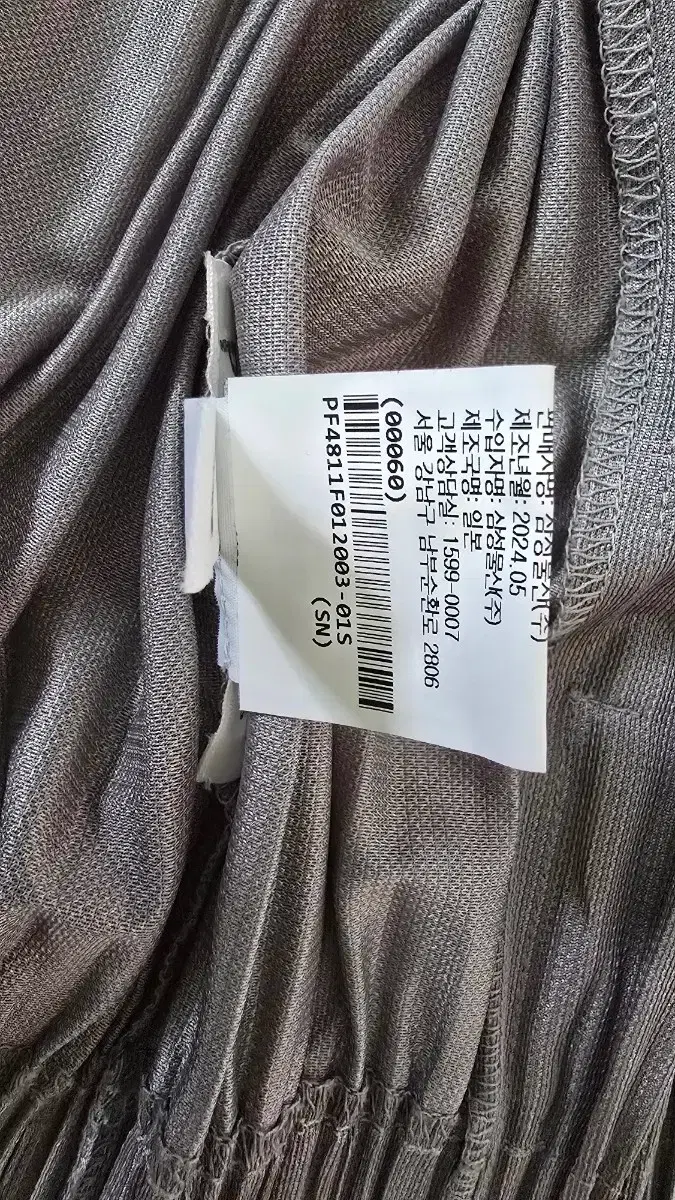 판매자명: 삼성물산(주)
제조년월: 2024.05
수입자명: 삼성물산(주)
제조국명: 일본
고객상담실: 1599-0007
서울 강남구 남부순환로 2806
(00060)
PF4811F012003-01S
(SN)